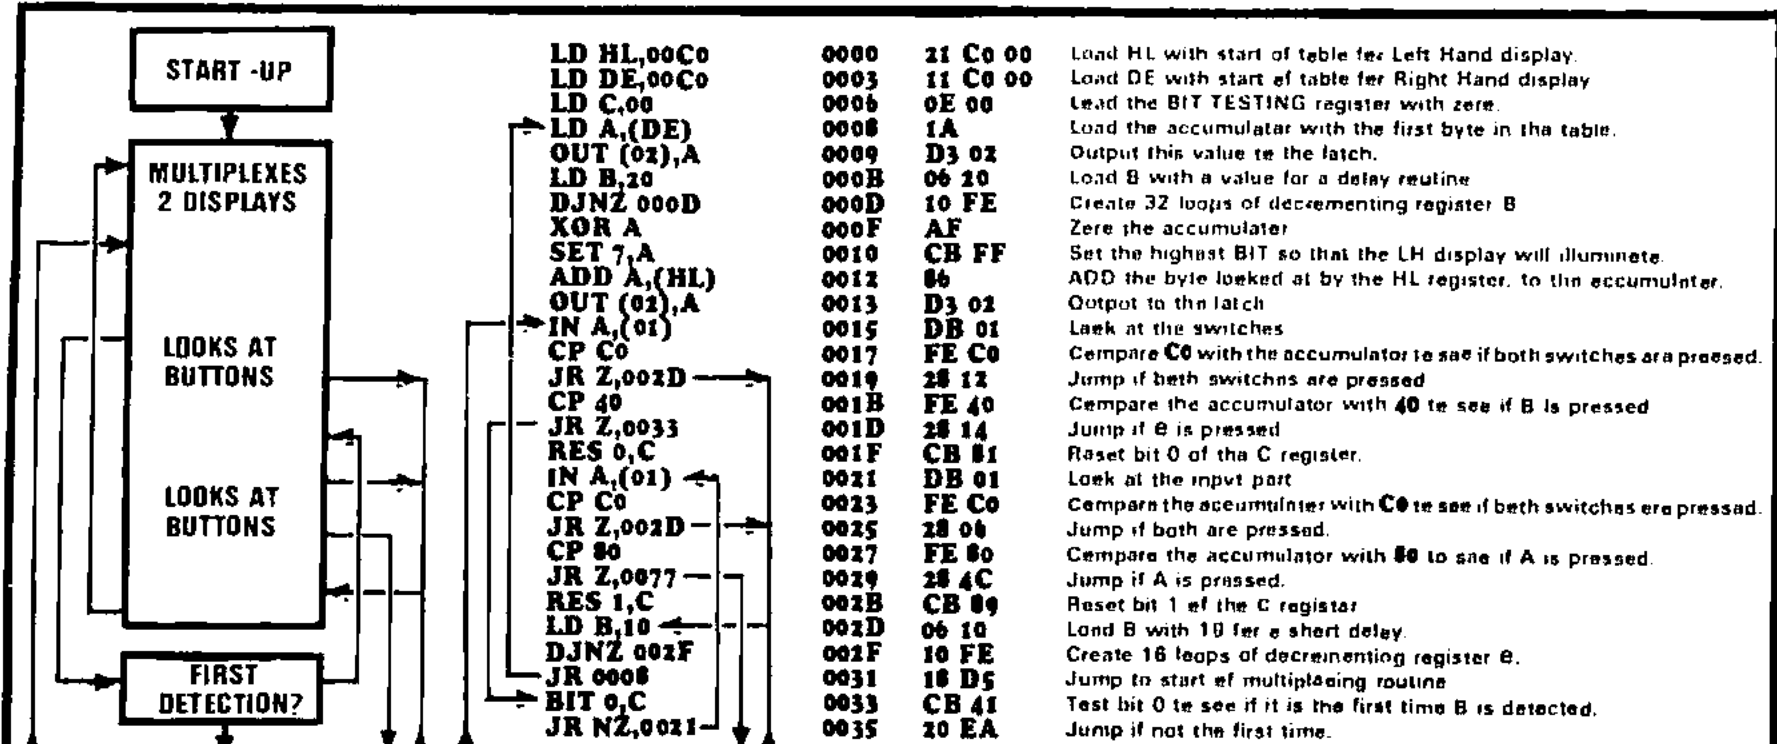 START -UP
MULTIPLEXES
2 DISPLAYS
LOOKS AT
BUTTONS
LOOKS AT
BUTTONS
FIRST
DETECTION?
LD HL,00C0 0000 21 C0 00 Load HL with start of table for Left Hand display.
LD DE,00C0 0003 11 C0 00 Load DE with start of table for Right Hand display
LD C,00 0006 0E 00 Load the BIT TESTING register with zero.
LD A,(DE) 0008 1A Load the accumulator with the first byte in the table.
OUT (02),A 0009 D3 02 Output this value to the latch.
LD B,20 000B 06 20 Load B with a value for a delay routine
DJNZ 000D 000D 10 FE Create 32 loops of decrementing register B
XOR A 000F AF Zero the accumulator
SET 7,A 0010 CB FF Set the highest BIT so that the LH display will illuminate.
ADD A,(HL) 0012 86 ADD the byte looked at by the HL register, to the accumulator.
OUT (02),A 0013 D3 02 Output to the latch
IN A,(01) 0015 DB 01 Look at the switches
CP C0 0017 FE C0 Compare C0 with the accumulator to see if both switches are pressed.
JR Z,002D 0019 28 12 Jump if both switches are pressed
CP 40 001B FE 40 Compare the accumulator with 40 to see if B is pressed
JR Z,0033 001D 28 14 Jump if B is pressed
RES 0,C 001F CB 81 Reset bit 0 of the C register.
IN A,(01) 0021 DB 01 Look at the input port
CP C0 0023 FE C0 Compare the accumulator with C0 to see if both switches are pressed.
JR Z,002D 0025 28 06 Jump if both are pressed.
CP 80 0027 FE 80 Compare the accumulator with 80 to see if A is pressed.
JR Z,0077 0029 28 4C Jump if A is pressed.
RES 1,C 002B CB 89 Reset bit 1 of the C register
LD B,10 002D 06 10 Load B with 10 for a short delay.
DJNZ 002F 002F 10 FE Create 16 loops of decrementing register B.
JR 0008 0031 18 D5 Jump to start of multiplexing routine
BIT 0,C 0033 CB 41 Test bit 0 to see if it is the first time B is detected.
JR NZ,0021 0035 20 EA Jump if not the first time.